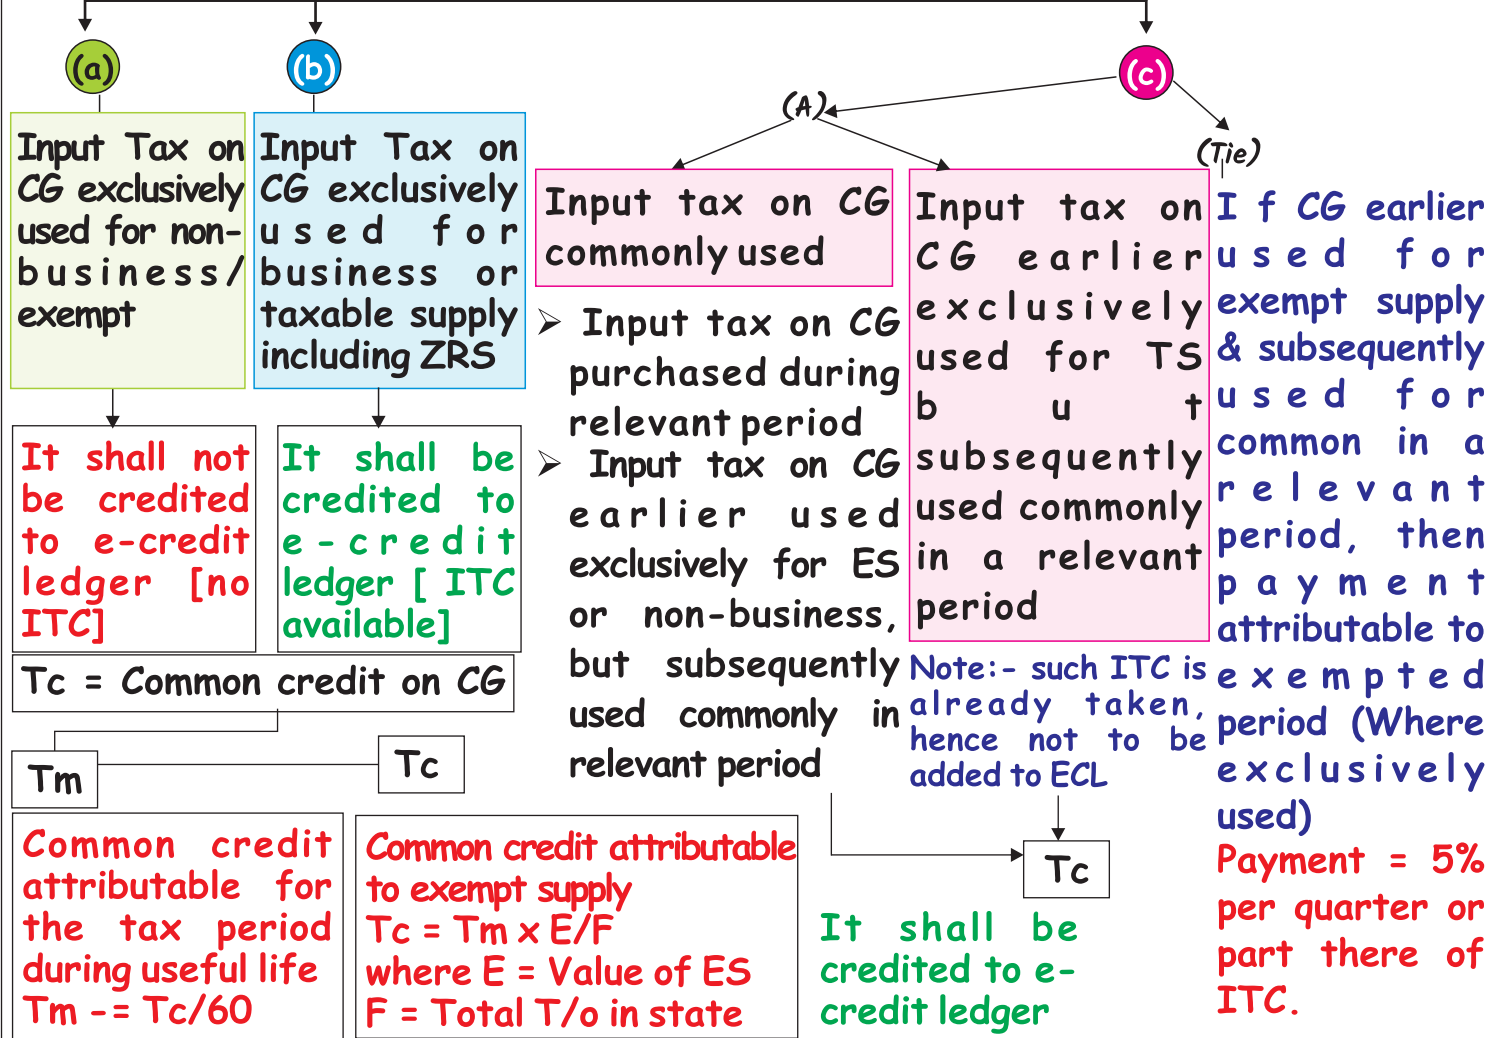 (a)
Input Tax on
CG exclusively
used for non-
business/
exempt
It shall not
be credited
to e-credit
ledger [no
ITC]
(b)
Input Tax on
CG exclusively
used for
business or
taxable supply
including ZRS
It shall be
credited to
e-credit
ledger [ ITC
available]
(c)
(A)
Input tax on CG
commonly used
➢ Input tax on CG
purchased during
relevant period
➢ Input tax on CG
earlier used
exclusively for ES
or non-business,
but subsequently
used commonly in
relevant period
Input tax on
CG earlier
exclusively
used for TS
but
subsequently
used commonly
in a relevant
period
Note:- such ITC is
already taken,
hence not to be
added to ECL
Tc
It shall be
credited to e-
credit ledger
(Tie)
I f CG earlier
used for
exempt supply
& subsequently
used for
common in a
relevant
period, then
payment
attributable to
exempted
period (Where
exclusively
used)
Payment = 5%
per quarter or
part there of
ITC.
Tc = Common credit on CG
Tm
Tc
Common credit
attributable for
the tax period
during useful life
Tm -= Tc/60
Common credit attributable
to exempt supply
Tc = Tm x E/F
where E = Value of ES
F = Total T/o in state